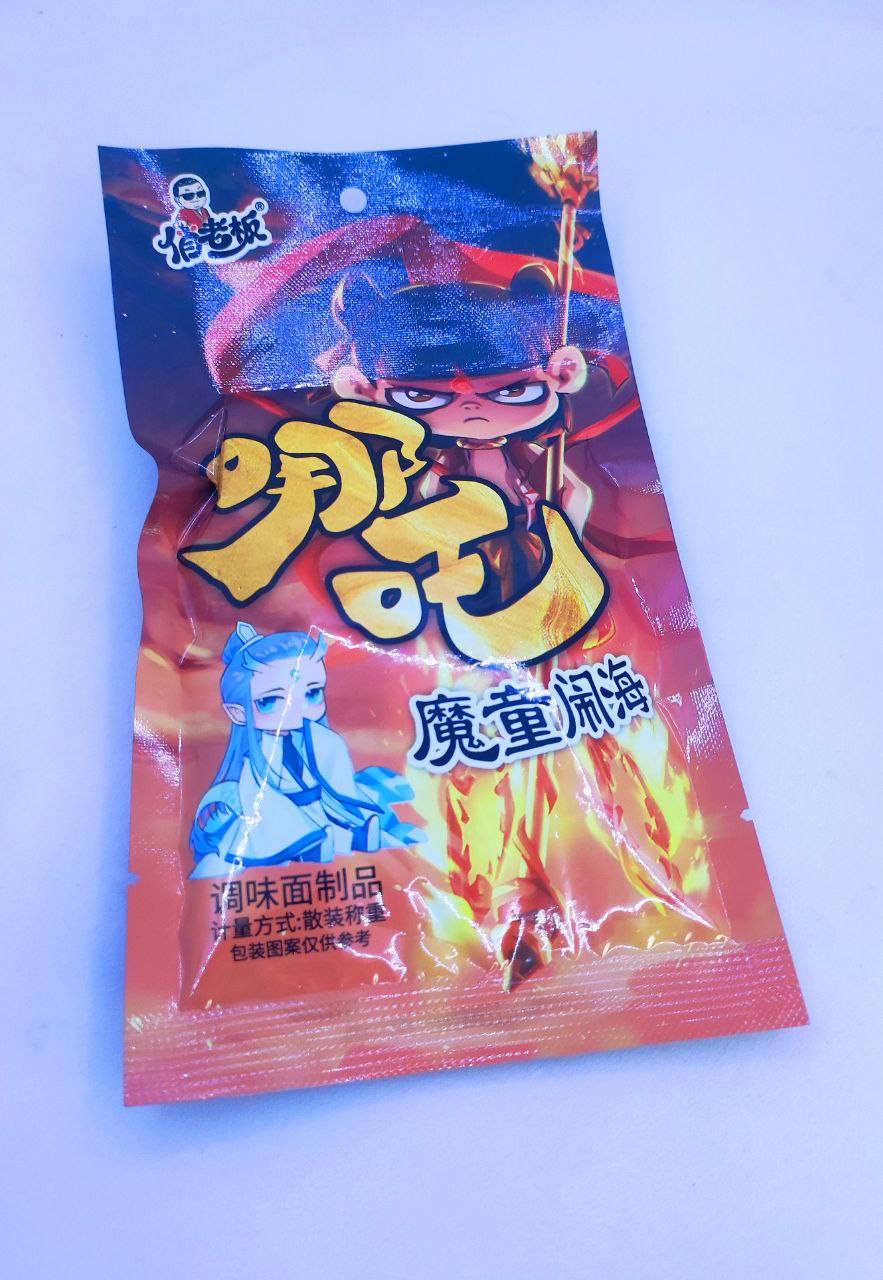 俏老板®
哪吒
魔童闹海
调味面制品
计量方式:散装称重
包装图案仅供参考